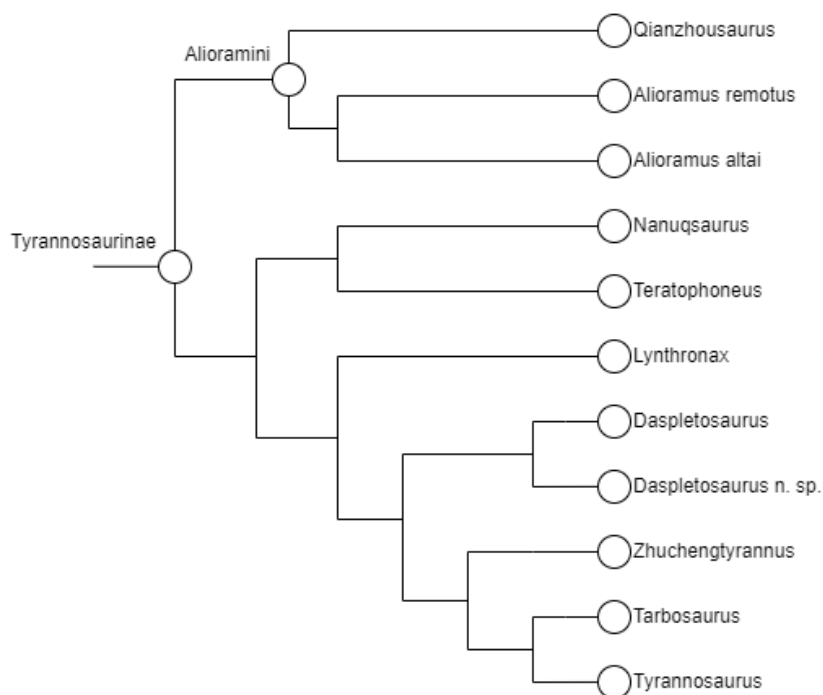 Qianzhousaurus
Alioramini
Alioramus remotus
Alioramus altai
Nanuqsaurus
Tyrannosaurinae
Teratophoneus
Lynthronax
Daspletosaurus
Daspletosaurus n. sp.
Zhuchengtyrannus
Tarbosaurus
Tyrannosaurus